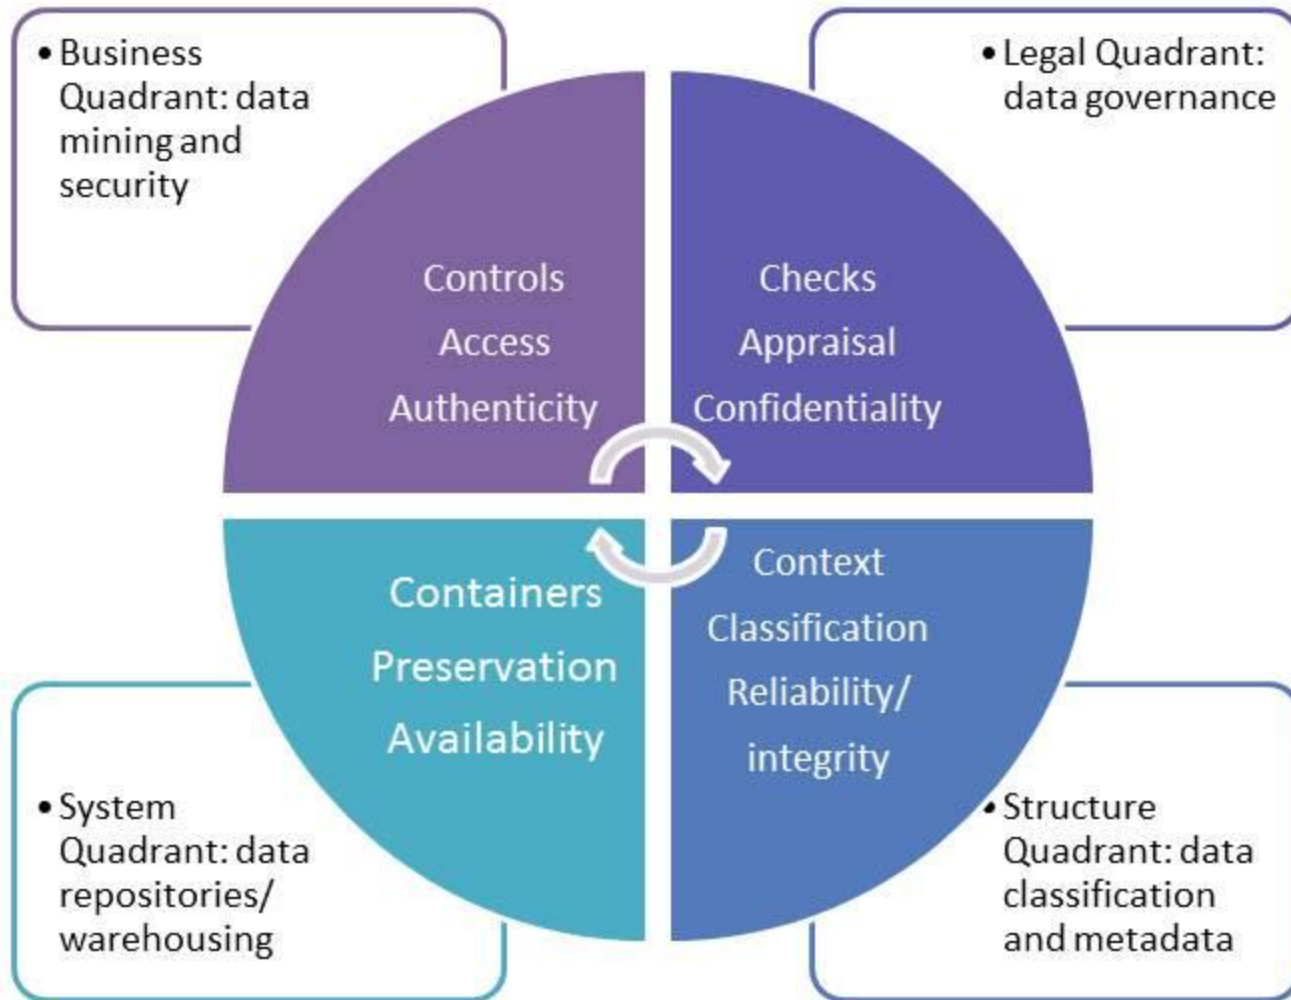 • Business
Quadrant: data
mining and
security
• Legal Quadrant:
data governance
Controls
Access
Authenticity
Checks
Appraisal
Confidentiality
Containers
Preservation
Availability
Context
Classification
Reliability/
integrity
• System
Quadrant: data
repositories/
warehousing
• Structure
Quadrant: data
classification
and metadata